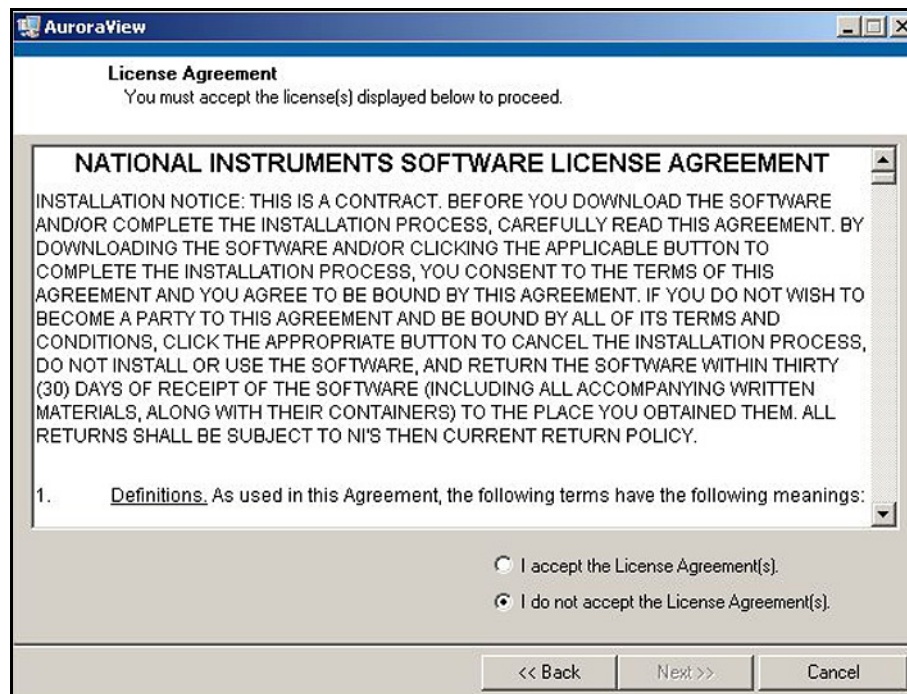 AuroraView
License Agreement
You must accept the license(s) displayed below to proceed.
NATIONAL INSTRUMENTS SOFTWARE LICENSE AGREEMENT
INSTALLATION NOTICE: THIS IS A CONTRACT. BEFORE YOU DOWNLOAD THE SOFTWARE
AND/OR COMPLETE THE INSTALLATION PROCESS, CAREFULLY READ THIS AGREEMENT. BY
DOWNLOADING THE SOFTWARE AND/OR CLICKING THE APPLICABLE BUTTON TO
COMPLETE THE INSTALLATION PROCESS, YOU CONSENT TO THE TERMS OF THIS
AGREEMENT AND YOU AGREE TO BE BOUND BY THIS AGREEMENT. IF YOU DO NOT WISH TO
BECOME A PARTY TO THIS AGREEMENT AND BE BOUND BY ALL OF ITS TERMS AND
CONDITIONS, CLICK THE APPROPRIATE BUTTON TO CANCEL THE INSTALLATION PROCESS,
DO NOT INSTALL OR USE THE SOFTWARE, AND RETURN THE SOFTWARE WITHIN THIRTY
(30) DAYS OF RECEIPT OF THE SOFTWARE (INCLUDING ALL ACCOMPANYING WRITTEN
MATERIALS, ALONG WITH THEIR CONTAINERS) TO THE PLACE YOU OBTAINED THEM. ALL
RETURNS SHALL BE SUBJECT TO NI'S THEN CURRENT RETURN POLICY.
1. Definitions. As used in this Agreement, the following terms have the following meanings:
I accept the License Agreement(s).
I do not accept the License Agreement(s).
<< Back Next >> Cancel